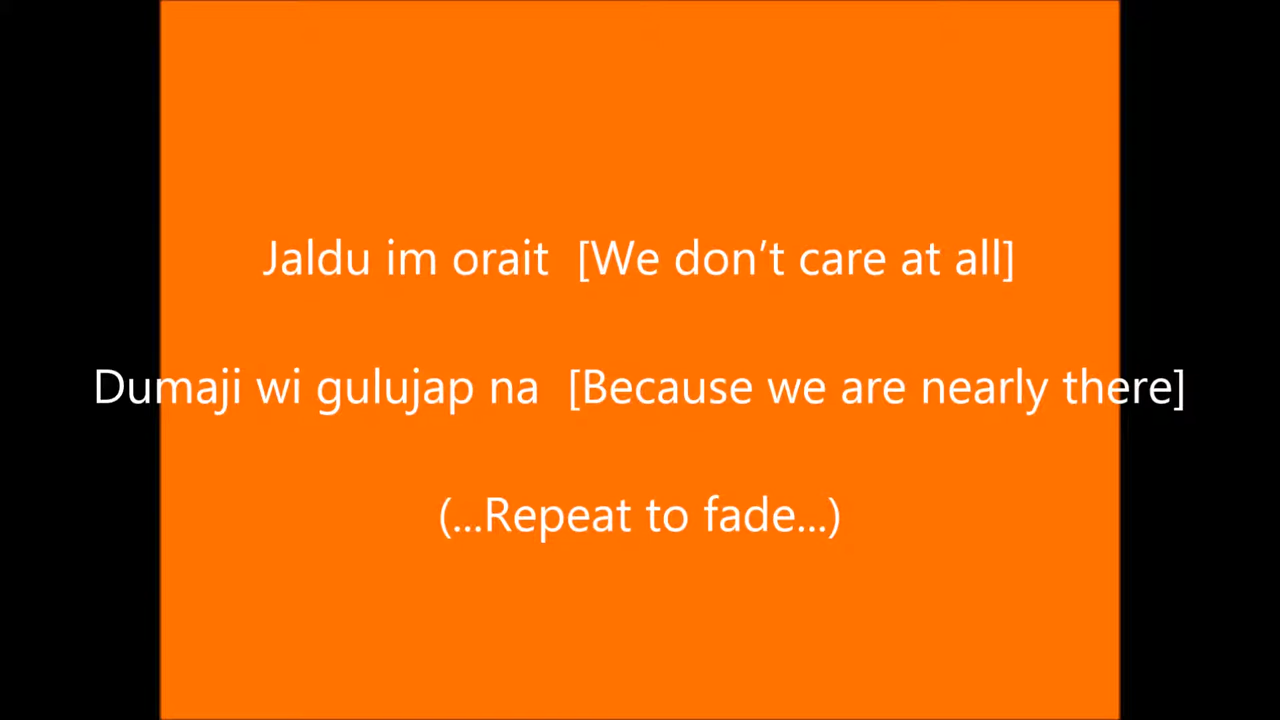 Jaldu im orait [We don’t care at all]
Dumaji wi gulujap na [Because we are nearly there]
(...Repeat to fade...)